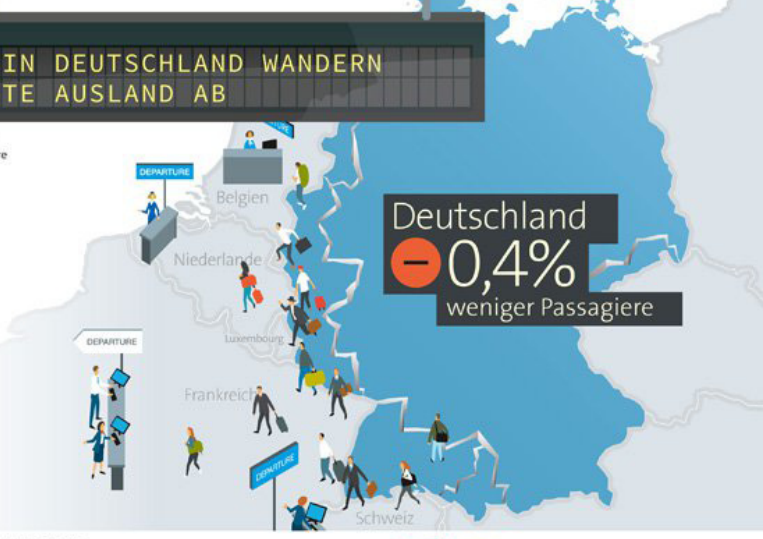 IN DEUTSCHLAND WANDERN
TE AUSLAND AB
re
DEPARTURE
Belgien
Niederlande
Luxembourg
DEPARTURE
Frankreich
DEPARTURE
Schweiz
Deutschland
– 0,4%
weniger Passagiere